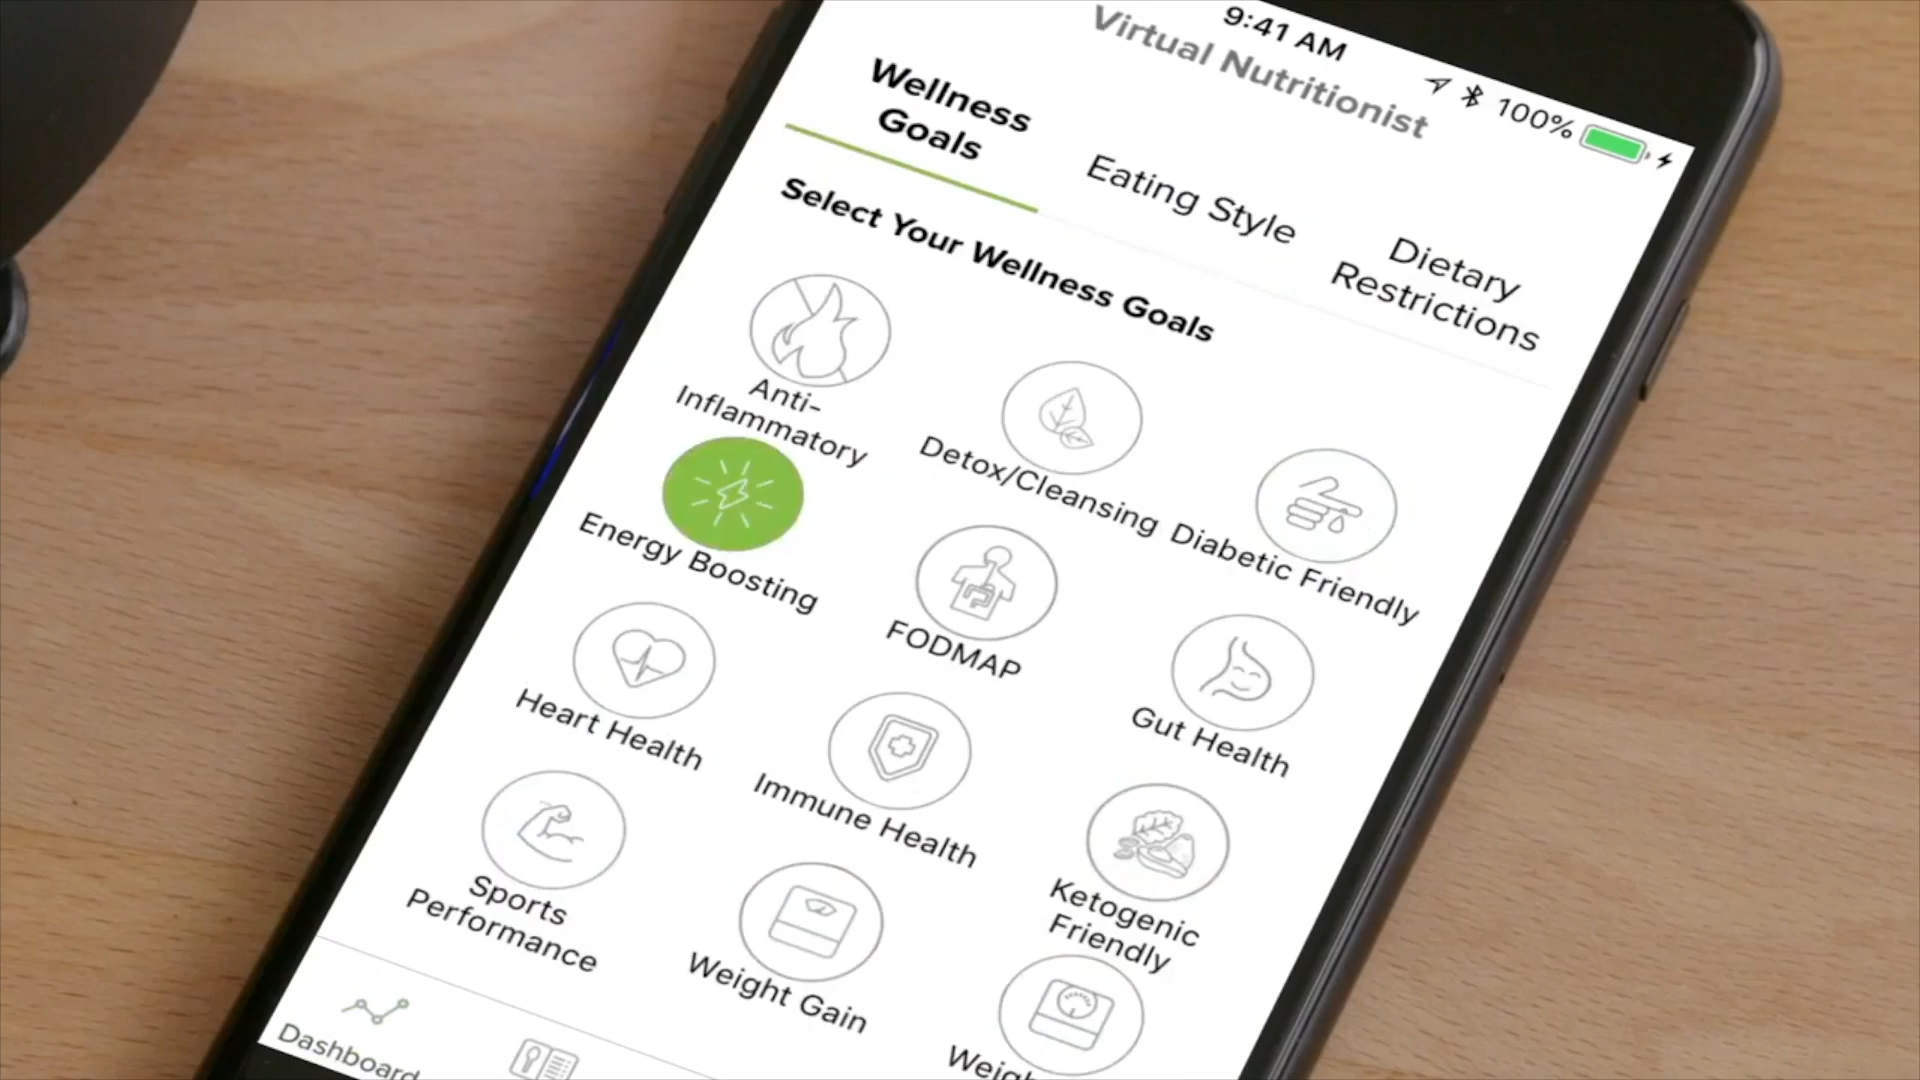 9:41 AM
100%
Virtual Nutritionist
Wellness
Goals
Eating Style
Dietary
Restrictions
Select Your Wellness Goals
Anti-
Inflammatory
Detox/Cleansing
Diabetic Friendly
Energy Boosting
FODMAP
Gut Health
Heart Health
Immune Health
Ketogenic
Friendly
Sports
Performance
Weight Gain
Dashboard